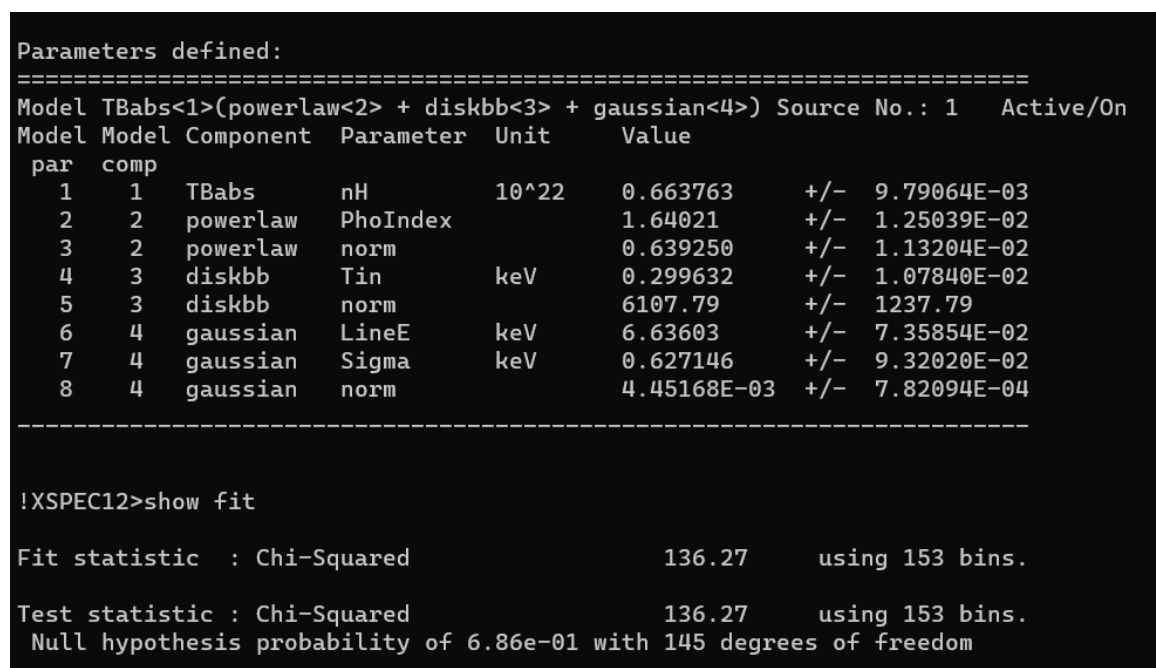 Parameters defined:
========================================================================
Model TBabs<1>(powerlaw<2> + diskbb<3> + gaussian<4>) Source No.: 1   Active/On
Model Model Component  Parameter  Unit     Value
 par  comp
   1    1   TBabs      nH         10^22    0.663763     +/-  9.79064E-03
   2    2   powerlaw   PhoIndex            1.64021      +/-  1.25039E-02
   3    2   powerlaw   norm                0.639250     +/-  1.13204E-02
   4    3   diskbb     Tin        keV      0.299632     +/-  1.07840E-02
   5    3   diskbb     norm                6107.79      +/-  1237.79
   6    4   gaussian   LineE      keV      6.63603      +/-  7.35854E-02
   7    4   gaussian   Sigma      keV      0.627146     +/-  9.32020E-02
   8    4   gaussian   norm                4.45168E-03  +/-  7.82094E-04
________________________________________________________________________
!XSPEC12>show fit
Fit statistic  : Chi-Squared                  136.27     using 153 bins.
Test statistic : Chi-Squared                  136.27     using 153 bins.
 Null hypothesis probability of 6.86e-01 with 145 degrees of freedom